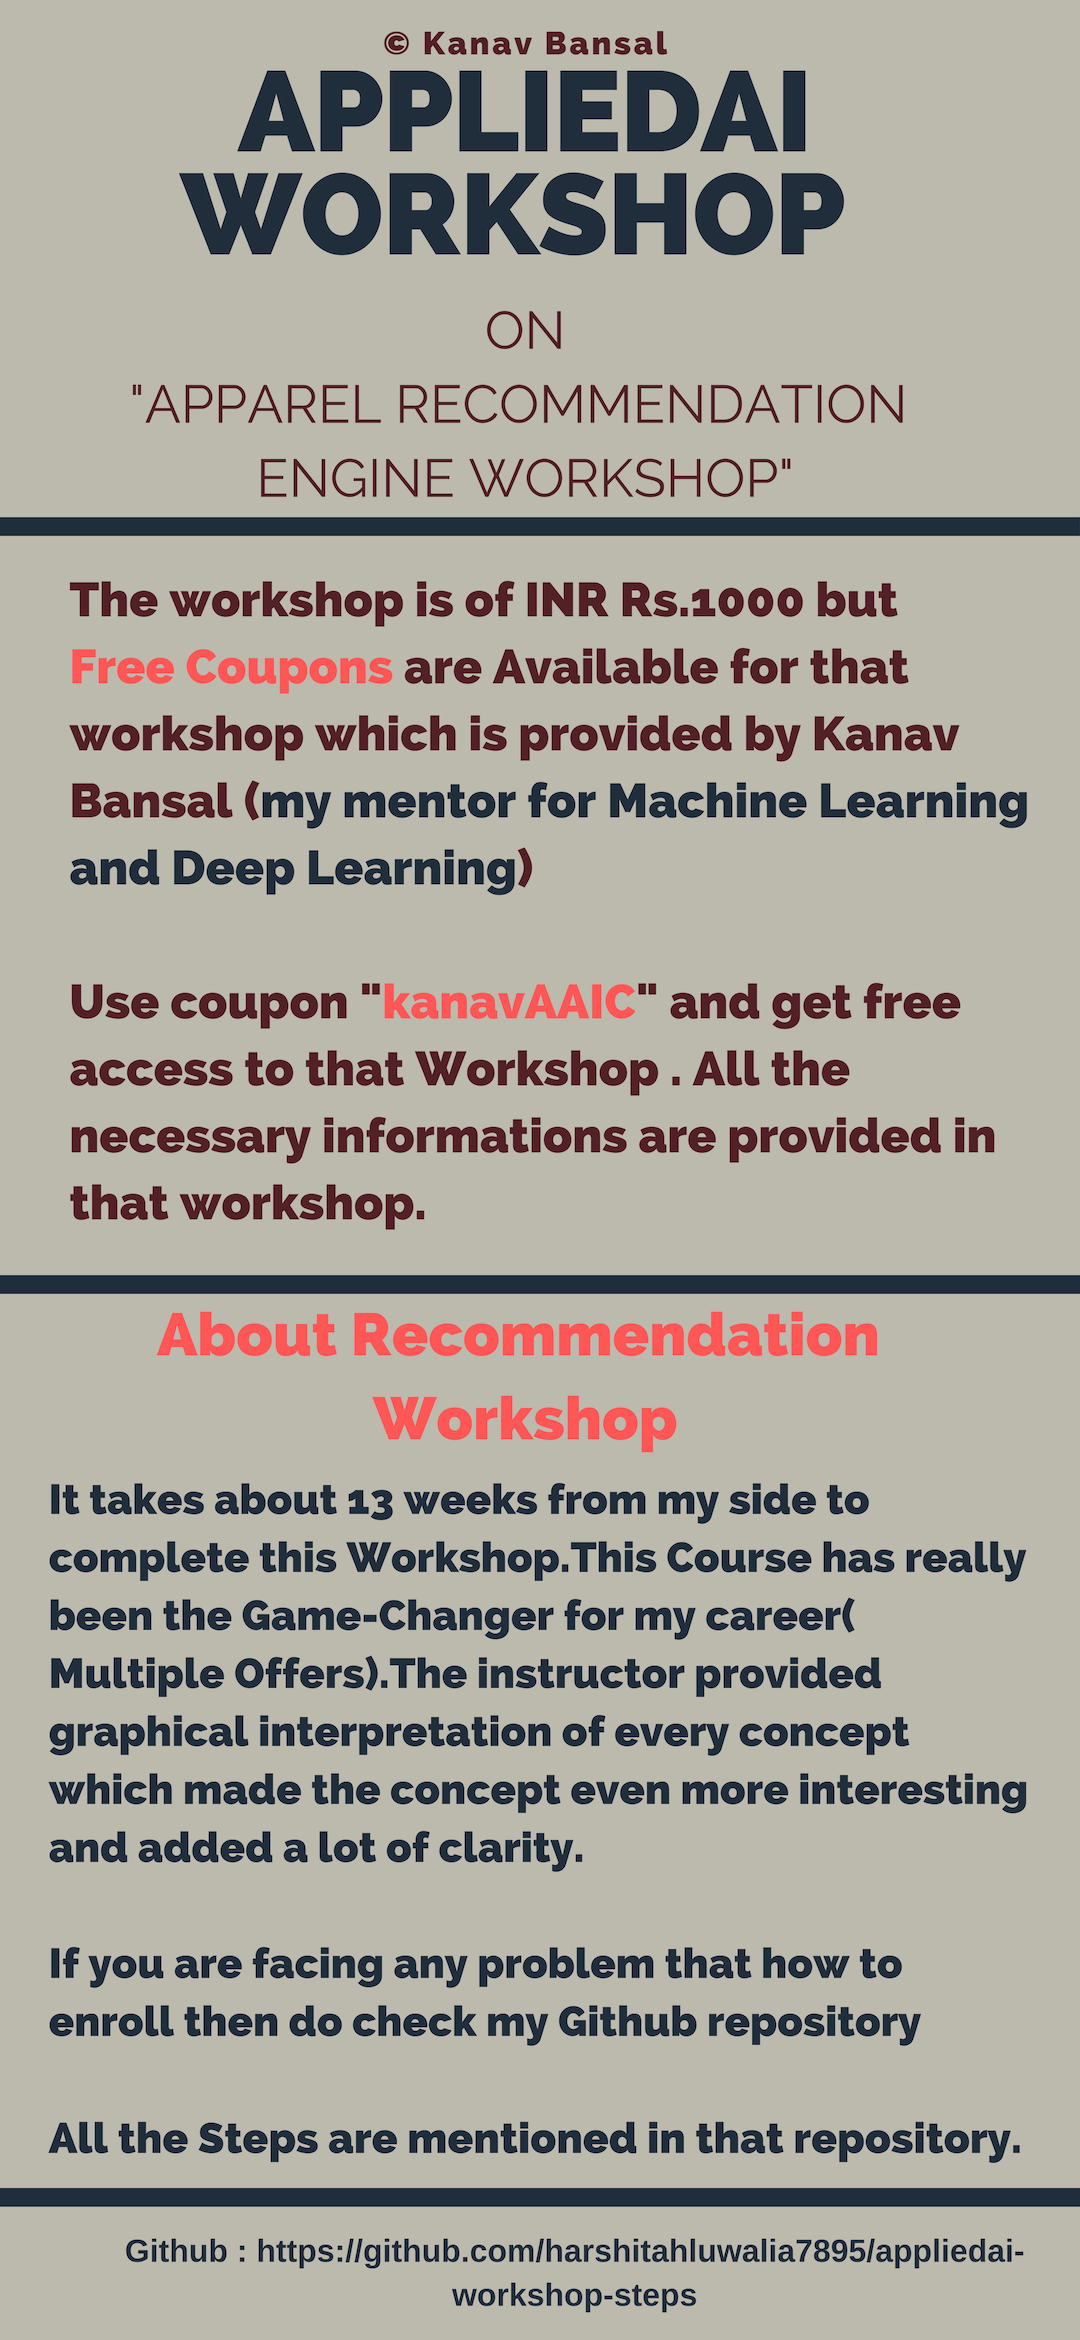 © Kanav Bansal
APPLIEDAI
WORKSHOP
ON
"APPAREL RECOMMENDATION
ENGINE WORKSHOP"
The workshop is of INR Rs.1000 but
Free Coupons are Available for that
workshop which is provided by Kanav
Bansal (my mentor for Machine Learning
and Deep Learning)
Use coupon "kanavAAIC" and get free
access to that Workshop . All the
necessary informations are provided in
that workshop.
About Recommendation
Workshop
It takes about 13 weeks from my side to
complete this Workshop.This Course has really
been the Game-Changer for my career(
Multiple Offers).The instructor provided
graphical interpretation of every concept
which made the concept even more interesting
and added a lot of clarity.
If you are facing any problem that how to
enroll then do check my Github repository
All the Steps are mentioned in that repository.
Github : https://github.com/harshitahluwalia7895/appliedai-
workshop-steps